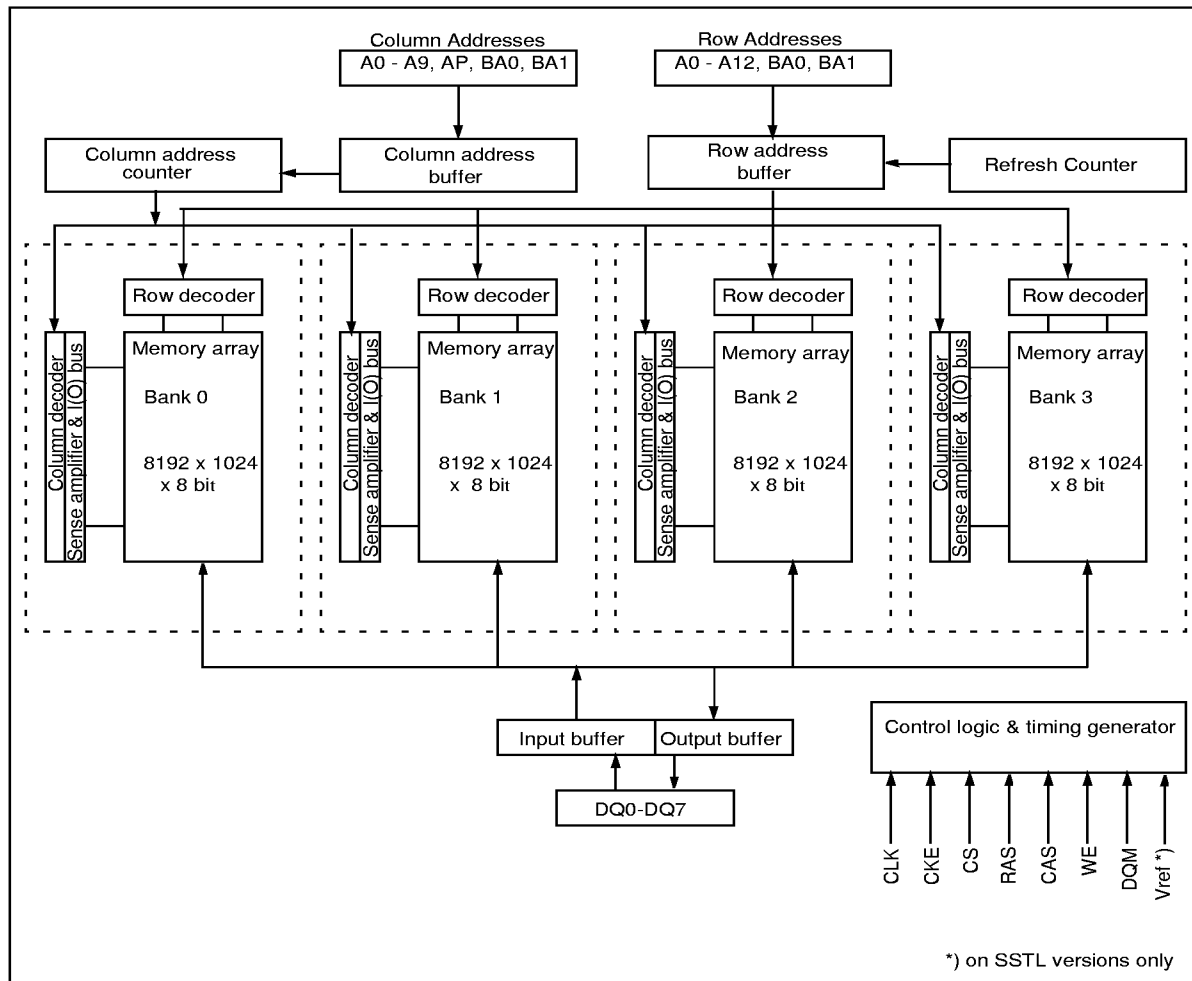 Column Addresses
A0 - A9, AP, BA0, BA1
Row Addresses
A0 - A12, BA0, BA1
Column address
counter
Column address
buffer
Row address
buffer
Refresh Counter
Row decoder
Row decoder
Row decoder
Row decoder
Column decoder
Sense amplifier & I(O) bus
Memory array
Bank 0
8192 x 1024
x 8 bit
Column decoder
Sense amplifier & I(O) bus
Memory array
Bank 1
8192 x 1024
x 8 bit
Column decoder
Sense amplifier & I(O) bus
Memory array
Bank 2
8192 x 1024
x 8 bit
Column decoder
Sense amplifier & I(O) bus
Memory array
Bank 3
8192 x 1024
x 8 bit
Input buffer
Output buffer
DQ0-DQ7
Control logic & timing generator
CLK
CKE
CS
RAS
CAS
WE
DQM
Vref *)
*) on SSTL versions only